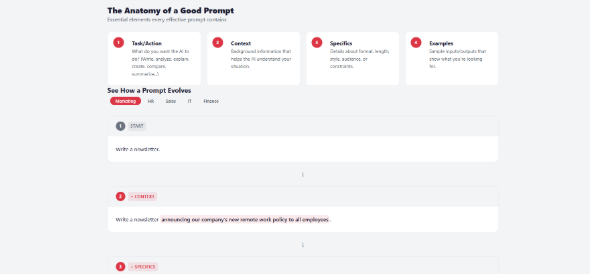 The Anatomy of a Good Prompt
Essential elements every effective prompt contains
1
Task/Action
What do you want the AI to
do? (Write, analyze, explain,
create, compare,
summarize...)
2
Context
Background information that
helps the AI understand your
situation.
3
Specifics
Details about format, length,
style, audience, or
constraints.
4
Examples
Sample inputs/outputs that
show what you're looking
for.
See How a Prompt Evolves
Marketing HR Sales IT Finance
1 START
Write a newsletter.
↓
2 + CONTEXT
Write a newsletter announcing our company's new remote work policy to all employees.
↓
3 + SPECIFICS